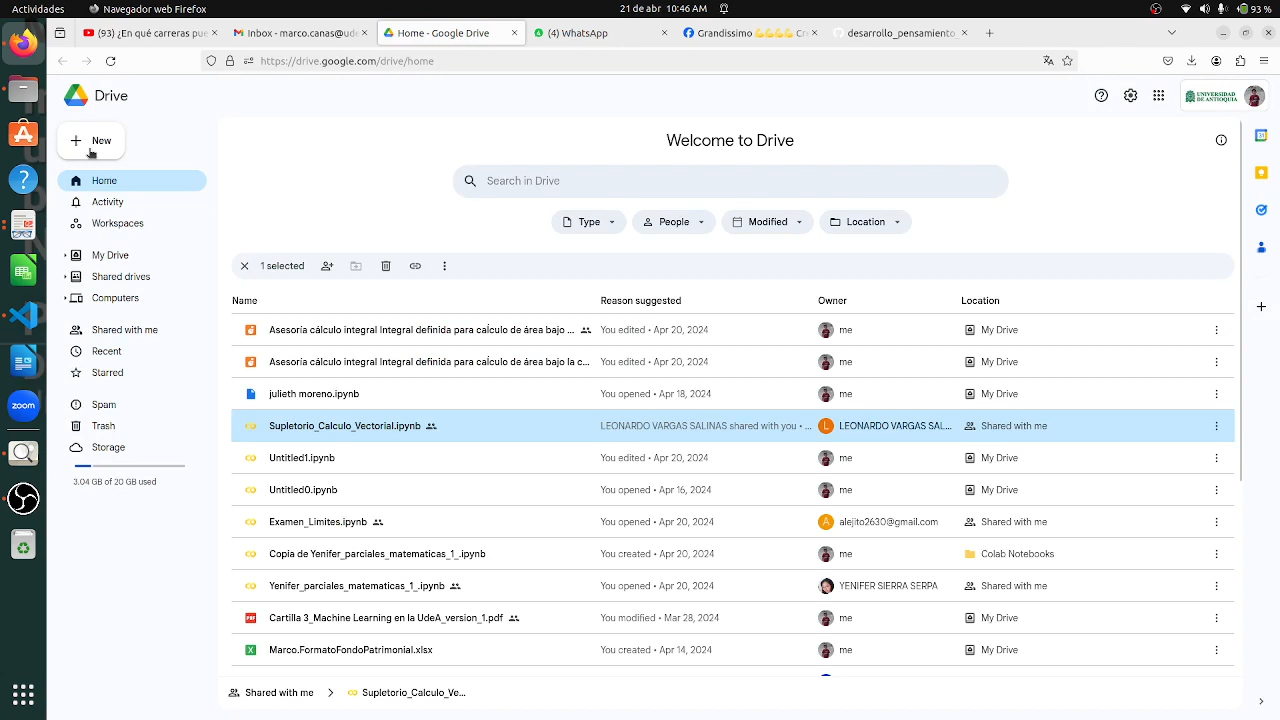 Actividades
Navegador web Firefox
21 de abr 10:46 AM
93 %
(93) ¿En qué carreras pue
Inbox - marco.canas@ude
Home - Google Drive
(4) WhatsApp
Grandissimo 💪💪💪💪 Cr
desarrollo_pensamiento_
https://drive.google.com/drive/home
Drive
UNIVERSIDAD
DE ANTIOQUIA
New
Welcome to Drive
Search in Drive
Home
Activity
Workspaces
My Drive
Shared drives
Computers
Shared with me
Recent
Starred
Spam
Trash
Storage
3.04 GB of 20 GB used
Type
People
Modified
Location
1 selected
Name Reason suggested Owner Location
Asesoría cálculo integral Integral definida para calculo de área bajo ... You edited • Apr 20, 2024 me My Drive
Asesoría cálculo integral Integral definida para calculo de área bajo la c... You edited • Apr 20, 2024 me My Drive
julieth moreno.ipynb You opened • Apr 18, 2024 me My Drive
Supletorio_Calculo_Vectorial.ipynb LEONARDO VARGAS SALINAS shared with you • ... L LEONARDO VARGAS SAL... Shared with me
Untitled1.ipynb You edited • Apr 20, 2024 me My Drive
Untitled0.ipynb You opened • Apr 16, 2024 me My Drive
Examen_Limites.ipynb You opened • Apr 20, 2024 A alejito2630@gmail.com Shared with me
Copia de Yenifer_parciales_matematicas_1_.ipynb You created • Apr 20, 2024 me Colab Notebooks
Yenifer_parciales_matematicas_1_.ipynb You opened • Apr 20, 2024 YENIFER SIERRA SERPA Shared with me
PDF Cartilla 3_Machine Learning en la UdeA_version_1.pdf You modified • Mar 28, 2024 me My Drive
X Marco.FormatoFondoPatrimonial.xlsx You created • Apr 14, 2024 me My Drive
Shared with me Supletorio_Calculo_Ve...
zoom
31